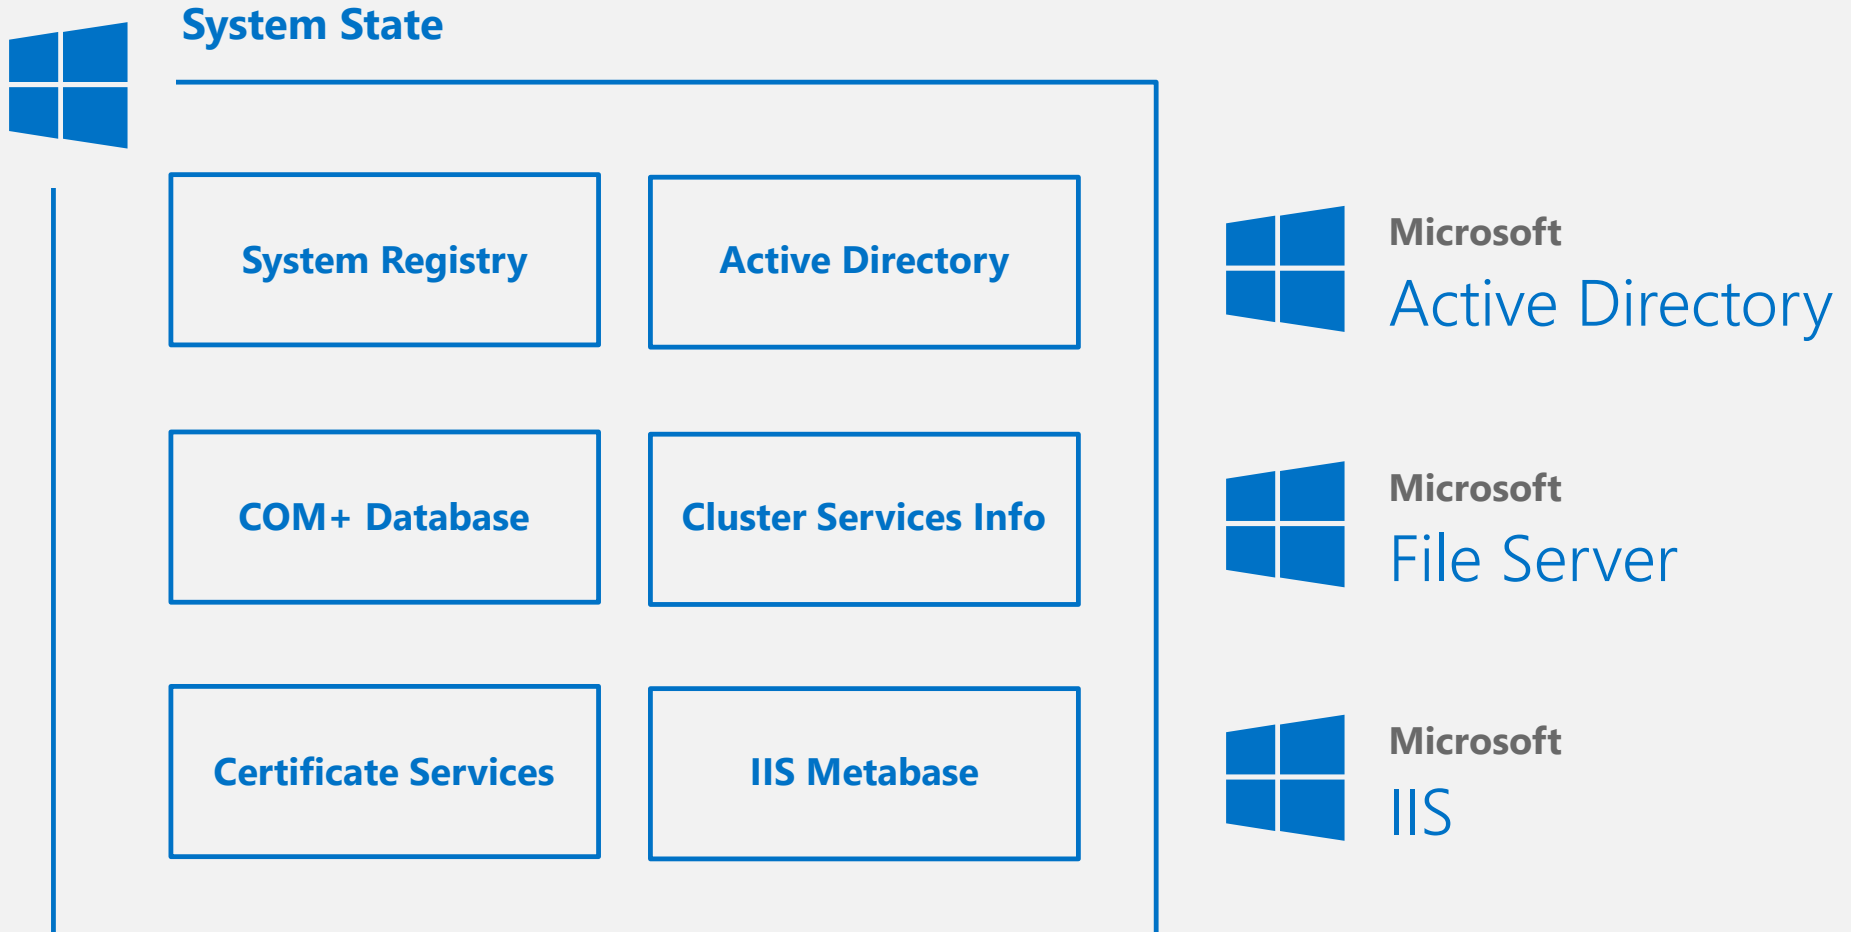 System State
System Registry
Active Directory
COM+ Database
Cluster Services Info
Certificate Services
IIS Metabase
Microsoft
Active Directory
Microsoft
File Server
Microsoft
IIS